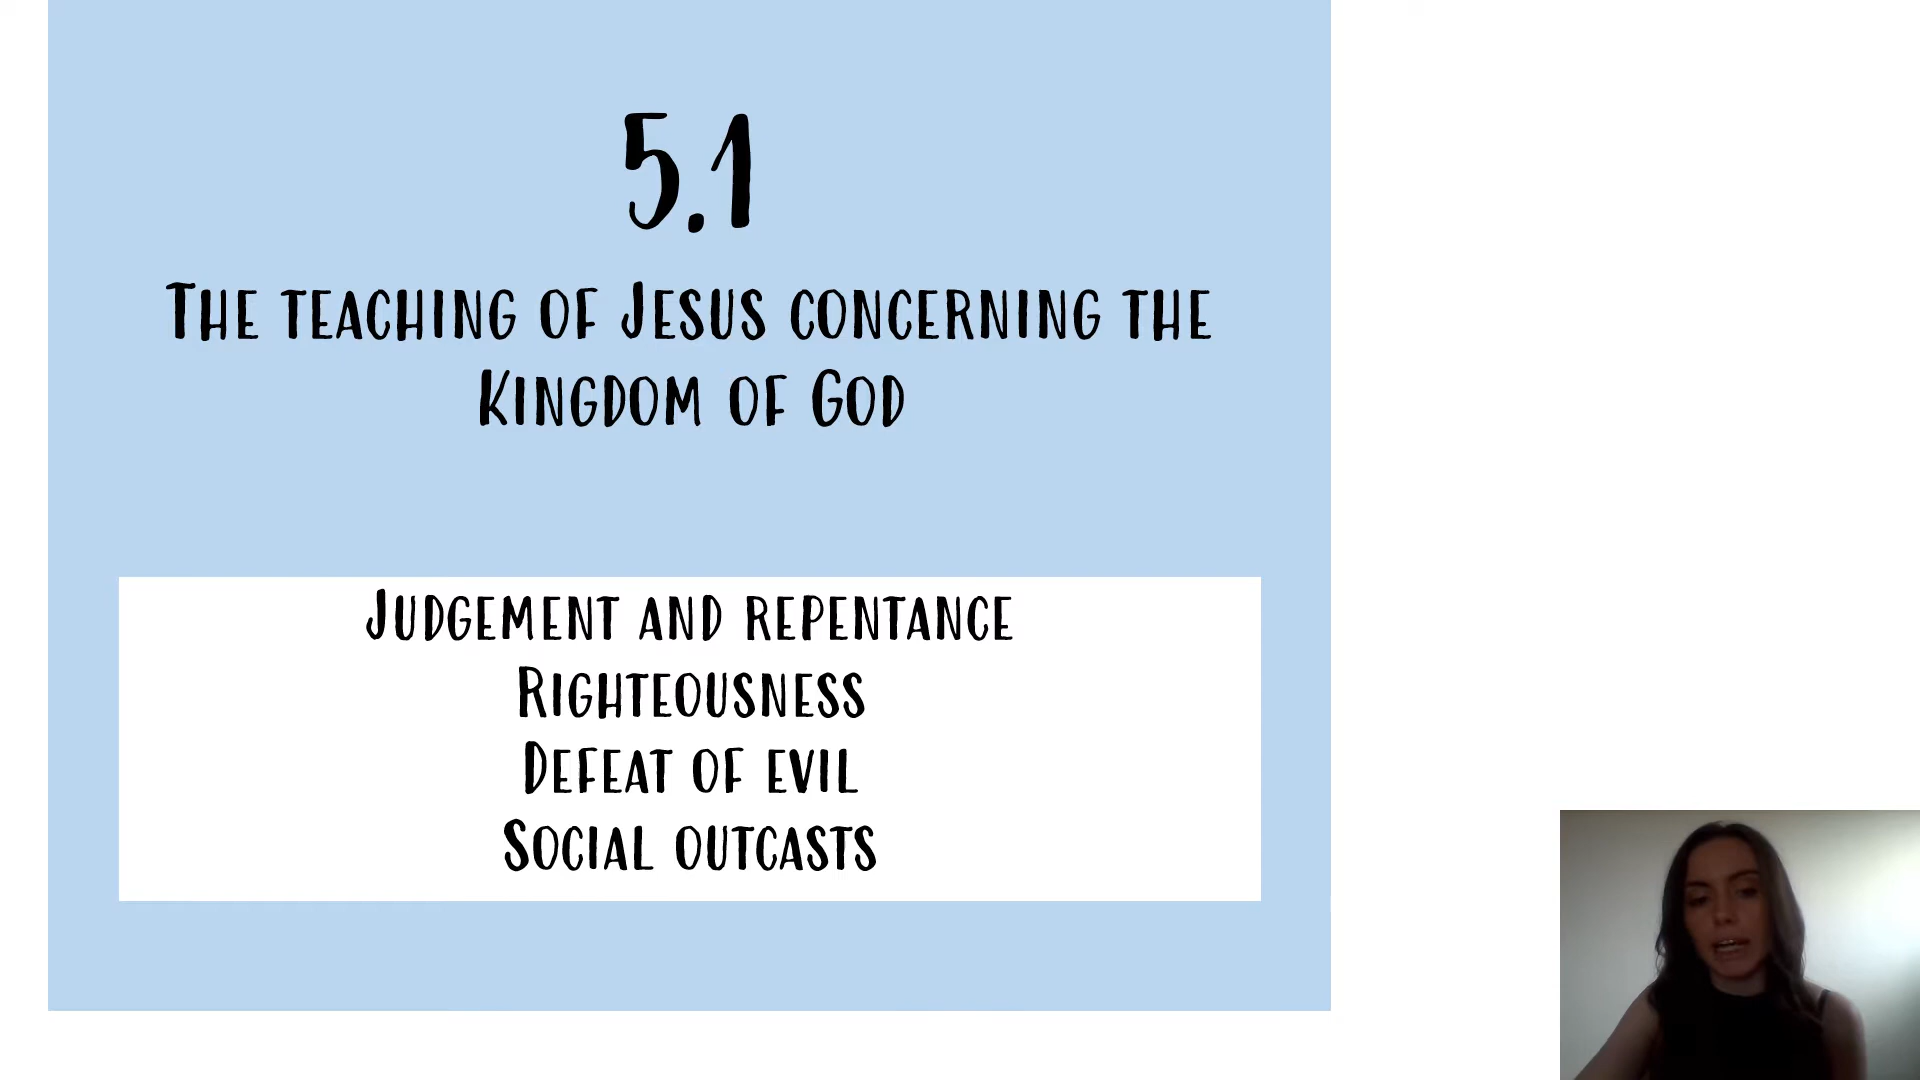 5.1
The teaching of Jesus concerning the
Kingdom of God
Judgement and repentance
Righteousness
Defeat of evil
Social outcasts